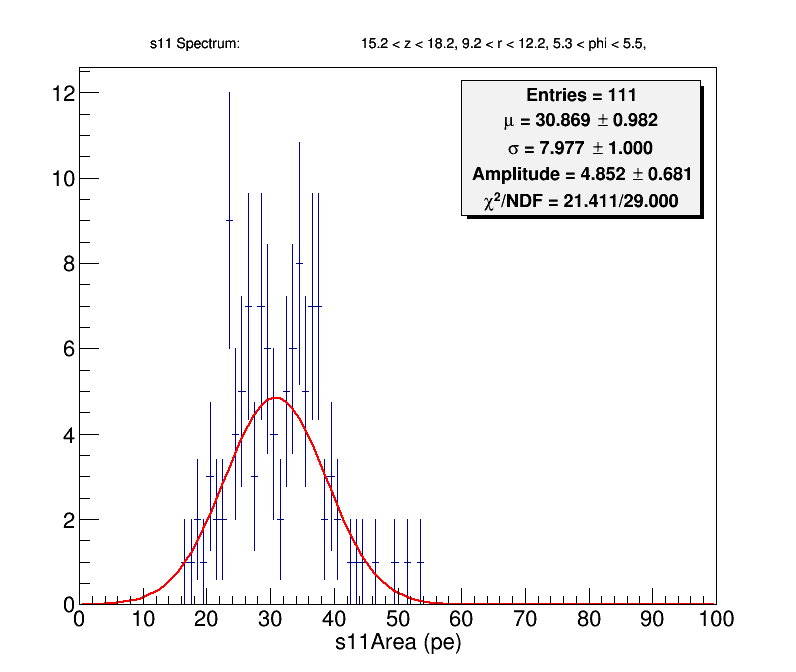 s11 Spectrum: 15.2 < z < 18.2, 9.2 < r < 12.2, 5.3 < phi < 5.5,
Entries = 111
μ = 30.869 ± 0.982
σ = 7.977 ± 1.000
Amplitude = 4.852 ± 0.681
χ²/NDF = 21.411/29.000
12
10
8
6
4
2
0
0 10 20 30 40 50 60 70 80 90 100
s11Area (pe)